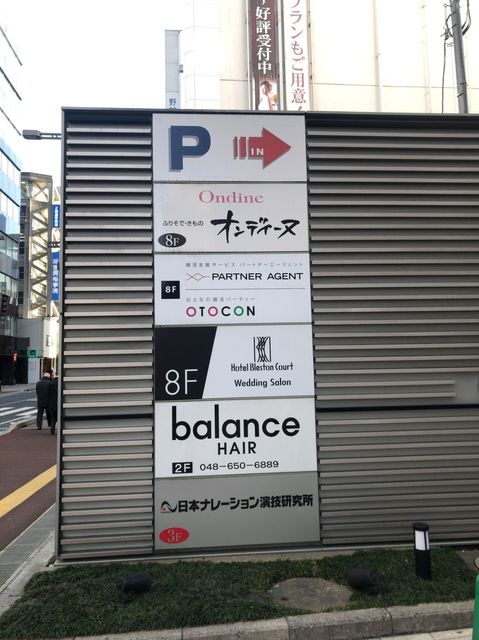 〜好評受付中
プランもご用意
P IN
Ondine
ふりそで・きもの
オンディーヌ
8F
婚活支援サービス パートナーエージェント
PARTNER AGENT
8F
おとなの婚活パーティー
OTOCON
8F
Hotel Bleston Court
Wedding Salon
balance
HAIR
2F 048-650-6889
日本ナレーション演技研究所
3F